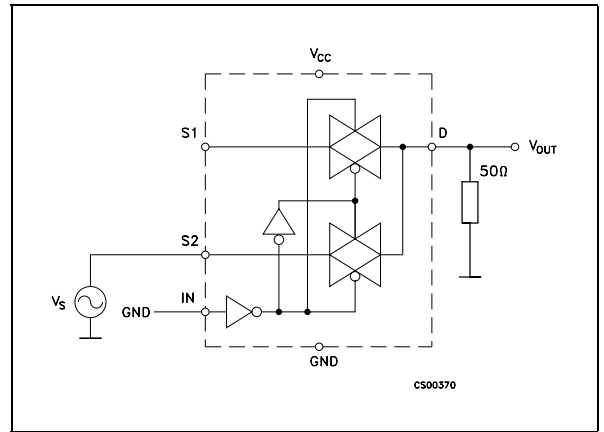 VCC
S1
D
VOUT
50Ω
S2
VS
IN
GND
GND
CS00370